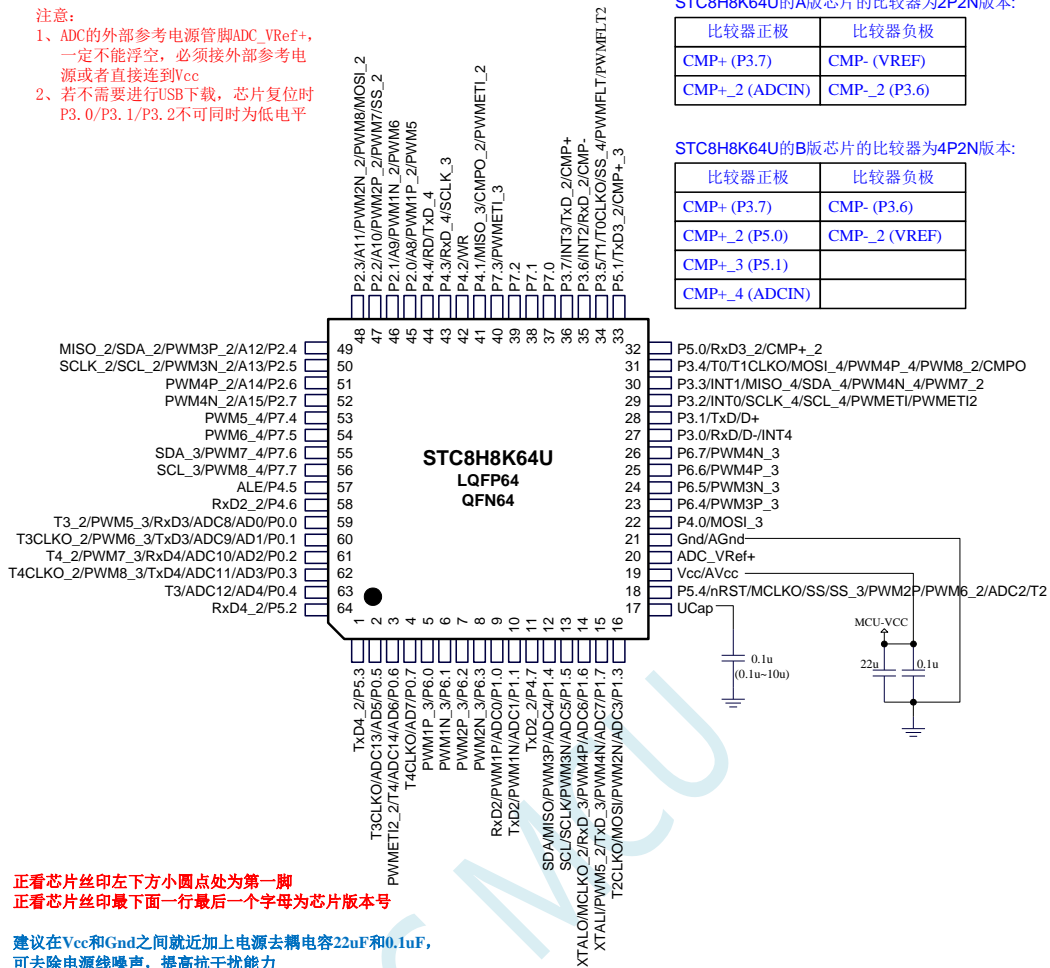 注意:
1、ADC的外部参考电源管脚ADC_VRef+,
一定不能浮空，必须接外部参考电
源或者直接连到Vcc
2、若不需要进行USB下载，芯片复位时
P3.0/P3.1/P3.2不可同时为低电平
STC8H8K64U的A版芯片的比较器为2P2N版本:
比较器正极 比较器负极
CMP+ (P3.7) CMP- (VREF)
CMP+_2 (ADCIN) CMP-_2 (P3.6)
STC8H8K64U的B版芯片的比较器为4P2N版本:
比较器正极 比较器负极
CMP+ (P3.7) CMP- (P3.6)
CMP+_2 (P5.0) CMP-_2 (VREF)
CMP+_3 (P5.1)
CMP+_4 (ADCIN)
P2.3/A11/PWM2N_2/PWM8/MOSI_2
P2.2/A10/PWM2P_2/PWM7/SS_2
P2.1/A9/PWM1N_2/PWM6
P2.0/A8/PWM1P_2/PWM5
P4.4/RD/TxD_4
P4.3/RxD_4/SCLK_3
P4.2/WR
P4.1/MISO_3/CMPO_2/PWMETI_2
P7.3/PWMETI_3
P7.2
P7.1
P7.0
P3.7/INT3/TxD_2/CMP+
P3.6/INT2/RxD_2/CMP-
P3.5/T1/T0CLKO/SS_4/PWMFLT/PWMFLT2
P5.1/TxD3_2/CMP+_3
48 47 46 45 44 43 42 41 40 39 38 37 36 35 34 33
MISO_2/SDA_2/PWM3P_2/A12/P2.4 49
SCLK_2/SCL_2/PWM3N_2/A13/P2.5 50
PWM4P_2/A14/P2.6 51
PWM4N_2/A15/P2.7 52
PWM5_4/P7.4 53
PWM6_4/P7.5 54
SDA_3/PWM7_4/P7.6 55
SCL_3/PWM8_4/P7.7 56
ALE/P4.5 57
RxD2_2/P4.6 58
T3_2/PWM5_3/RxD3/ADC8/AD0/P0.0 59
T3CLKO_2/PWM6_3/TxD3/ADC9/AD1/P0.1 60
T4_2/PWM7_3/RxD4/ADC10/AD2/P0.2 61
T4CLKO_2/PWM8_3/TxD4/ADC11/AD3/P0.3 62
T3/ADC12/AD4/P0.4 63
RxD4_2/P5.2 64
STC8H8K64U
LQFP64
QFN64
32 P5.0/RxD3_2/CMP+_2
31 P3.4/T0/T1CLKO/MOSI_4/PWM4P_4/PWM8_2/CMPO
30 P3.3/INT1/MISO_4/SDA_4/PWM4N_4/PWM7_2
29 P3.2/INT0/SCLK_4/SCL_4/PWMETI/PWMETI2
28 P3.1/TxD/D+
27 P3.0/RxD/D-/INT4
26 P6.7/PWM4N_3
25 P6.6/PWM4P_3
24 P6.5/PWM3N_3
23 P6.4/PWM3P_3
22 P4.0/MOSI_3
21 Gnd/AGnd
20 ADC_VRef+
19 Vcc/AVcc
18 P5.4/nRST/MCLKO/SS/SS_3/PWM2P/PWM6_2/ADC2/T2
17 UCap
1 2 3 4 5 6 7 8 9 10 11 12 13 14 15 16
TxD4_2/P5.3
T3CLKO/ADC13/AD5/P0.5
PWMETI2_2/T4/ADC14/AD6/P0.6
T4CLKO/AD7/P0.7
PWM1P_3/P6.0
PWM1N_3/P6.1
PWM2P_3/P6.2
PWM2N_3/P6.3
RxD2/PWM1P/ADC0/P1.0
TxD2/PWM1N/ADC1/P1.1
TxD2_2/P4.7
SDA/MISO/PWM3P/ADC4/P1.4
SCL/SCLK/PWM3N/ADC5/P1.5
XTALO/MCLKO_2/RxD_3/PWM4P/ADC6/P1.6
XTALI/PWM5_2/TxD_3/PWM4N/ADC7/P1.7
T2CLKO/MOSI/PWM2N/ADC3/P1.3
0.1u
(0.1u~10u)
MCU-VCC
22u 0.1u
正看芯片丝印左下方小圆点处为第一脚
正看芯片丝印最下面一行最后一个字母为芯片版本号
建议在Vcc和Gnd之间就近加上电源去耦电容22uF和0.1uF，
可去除电源线噪声，提高抗干扰能力
MCU